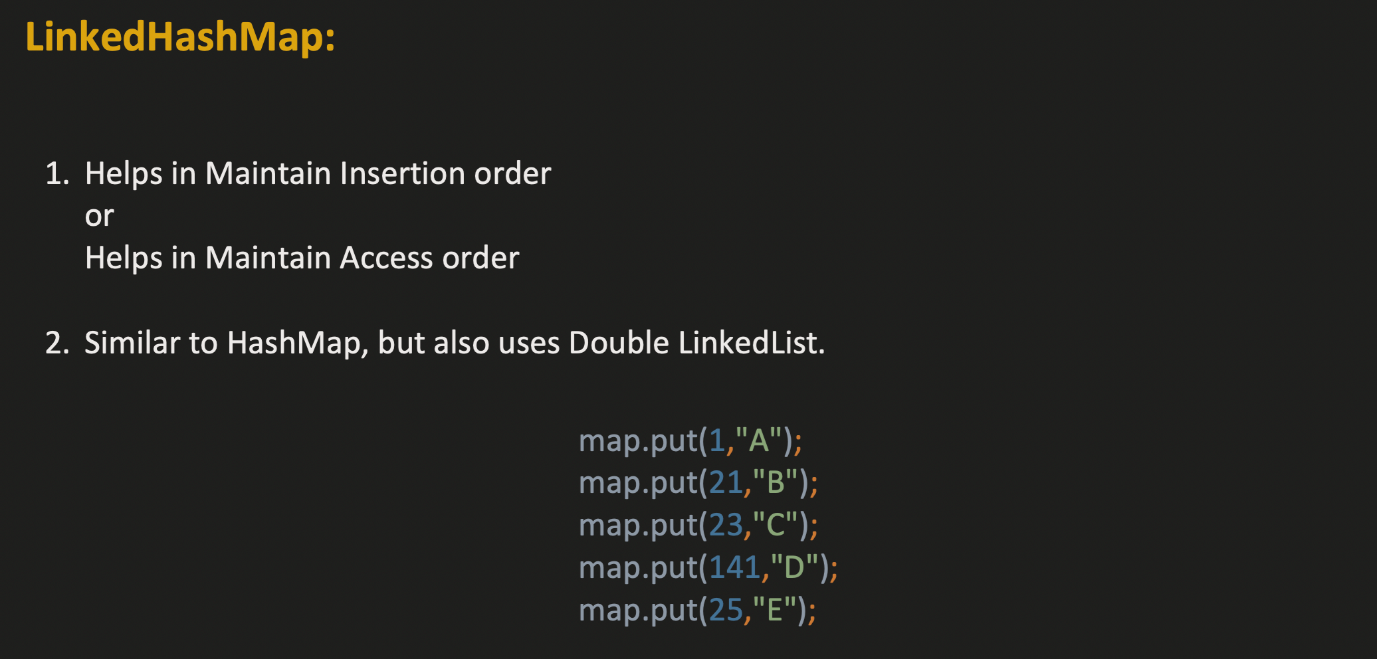 LinkedHashMap:
1. Helps in Maintain Insertion order
or
Helps in Maintain Access order
2. Similar to HashMap, but also uses Double LinkedList.
map.put(1,"A");
map.put(21,"B");
map.put(23,"C");
map.put(141,"D");
map.put(25,"E");